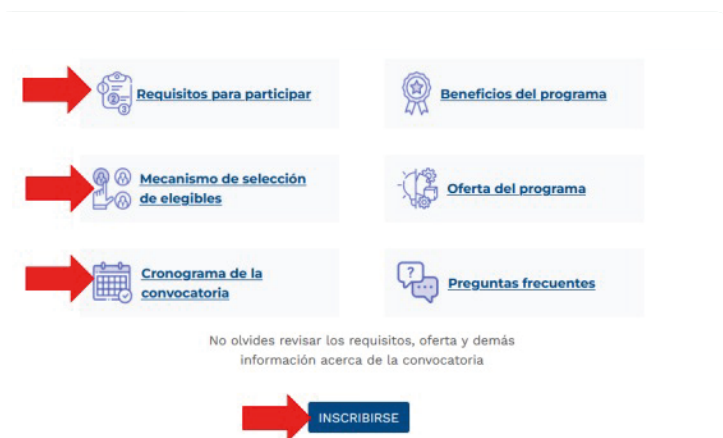 Requisitos para participar
Beneficios del programa
Mecanismo de selección
de elegibles
Oferta del programa
Cronograma de la
convocatoria
Preguntas frecuentes
No olvides revisar los requisitos, oferta y demás
información acerca de la convocatoria
INSCRIBIRSE